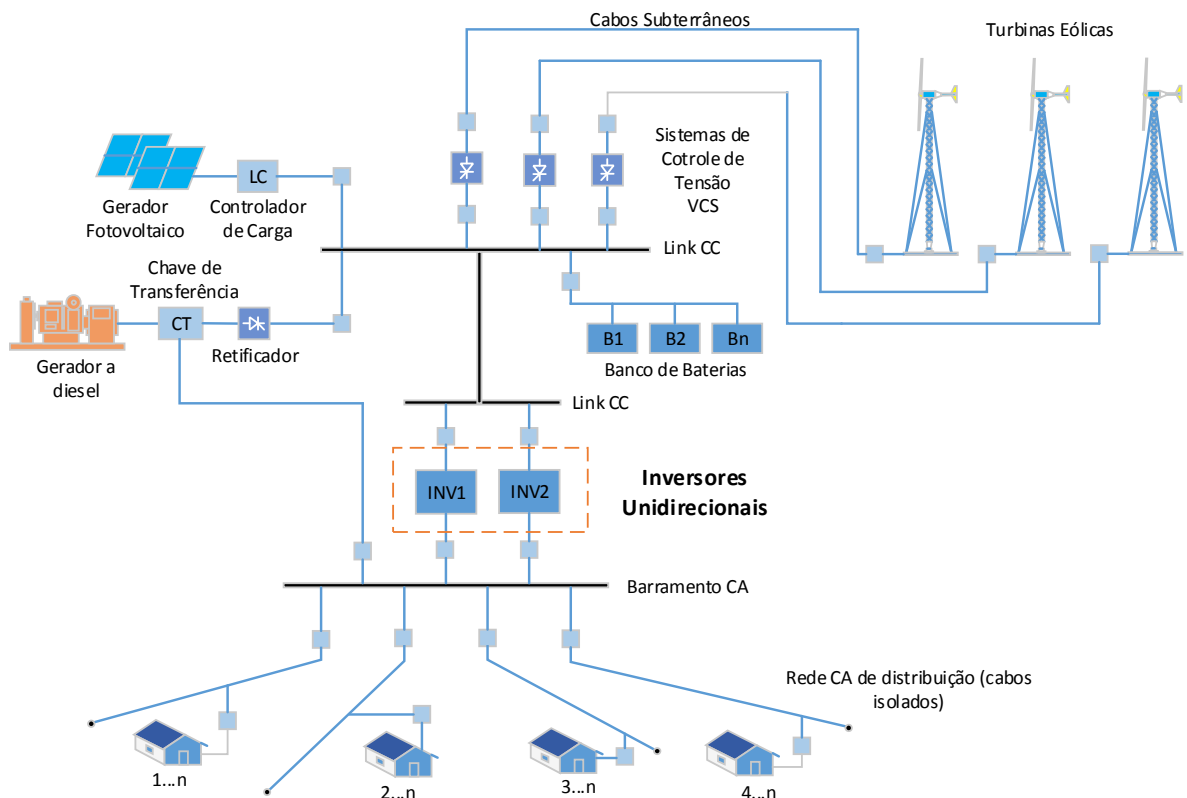 Cabos Subterrâneos
Turbinas Eólicas
Sistemas de
Cotrole de
Tensão
VCS
LC
Gerador
Fotovoltaico
Controlador
de Carga
Link CC
Chave de
Transferência
CT
Retificador
Gerador a
diesel
B1
B2
Bn
Banco de Baterias
Link CC
INV1
INV2
Inversores
Unidirecionais
Barramento CA
Rede CA de distribuição (cabos
isolados)
1...n
2...n
3...n
4...n